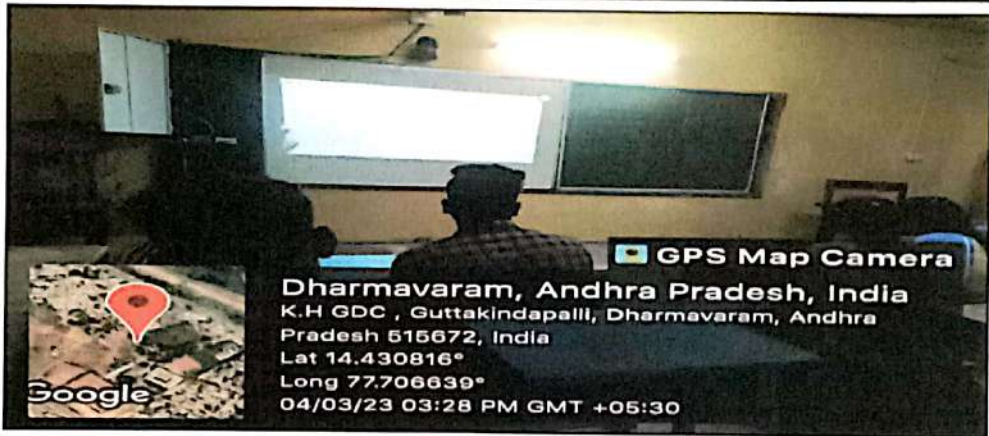 GPS Map Camera
Dharmavaram, Andhra Pradesh, India
K.H GDC , Guttakindapalli, Dharmavaram, Andhra
Pradesh 515672, India
Lat 14.430816°
Long 77.706639°
04/03/23 03:28 PM GMT +05:30
Google